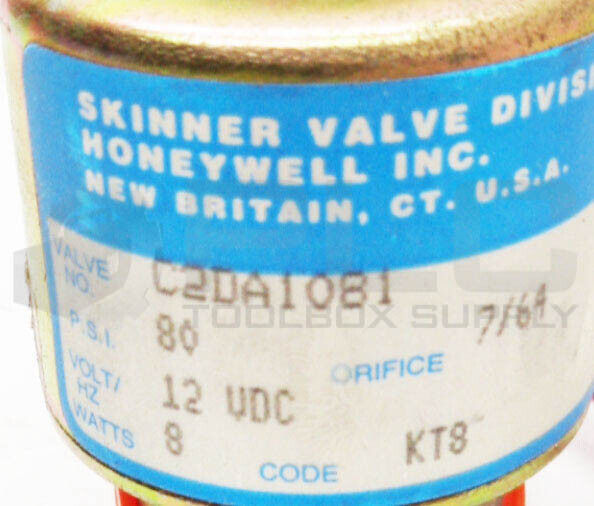 SKINNER VALVE DIVISI
HONEYWELL INC.
NEW BRITAIN, CT. U.S.A.
VALVE NO. C2DA1081
P.S.I. 80 ORIFICE 7/64
VOLT/HZ 12 VDC
WATTS 8 CODE KT8
TOOLBOX SUPPLY